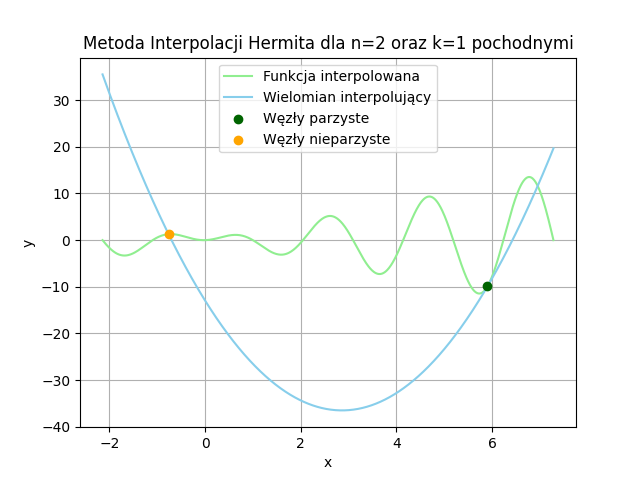 Metoda Interpolacji Hermita dla n=2 oraz k=1 pochodnymi
Funkcja interpolowana
Wielomian interpolujący
Węzły parzyste
Węzły nieparzyste
30
20
10
0
−10
−20
−30
−40
y
−2
0
2
4
6
x